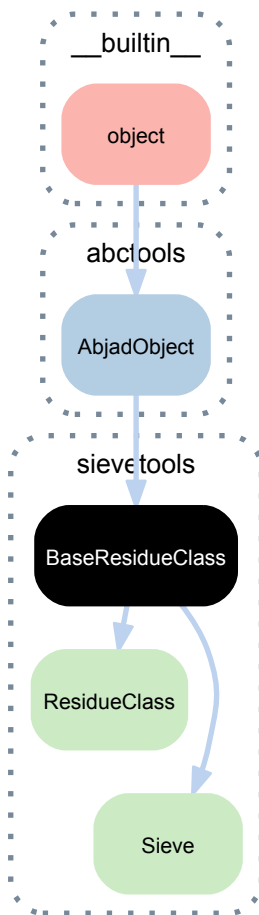 __builtin__
object
abctools
AbjadObject
sievetools
BaseResidueClass
ResidueClass
Sieve